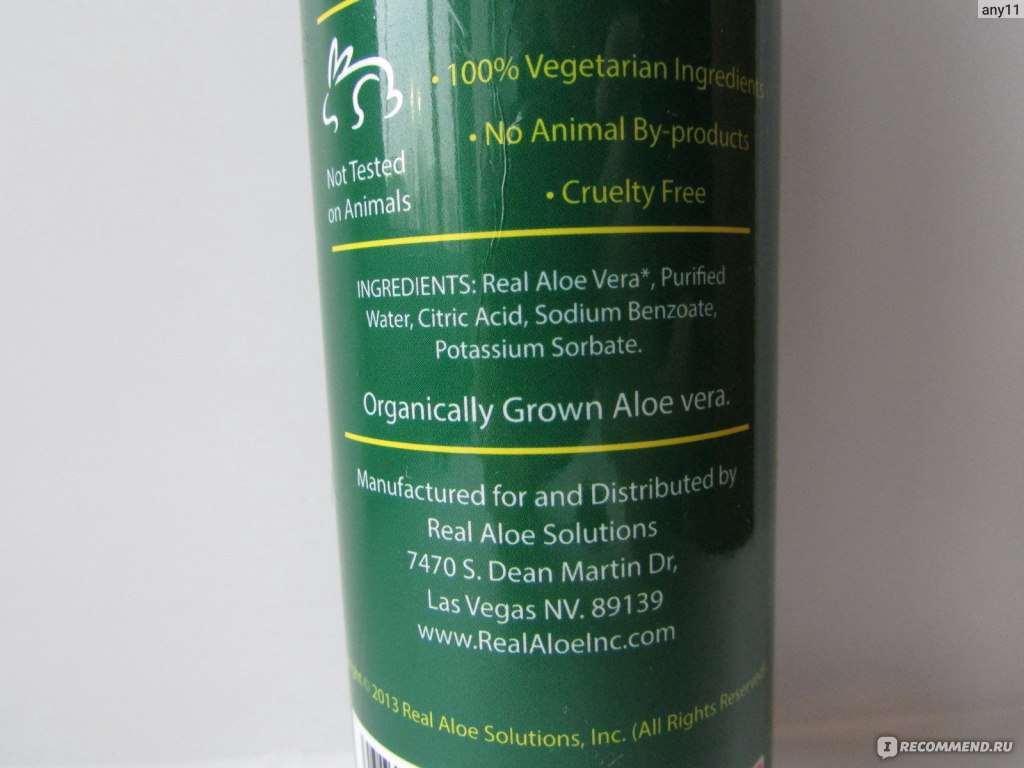 any11
• 100% Vegetarian Ingredients
• No Animal By-products
• Cruelty Free
Not Tested
on Animals
INGREDIENTS: Real Aloe Vera*, Purified
Water, Citric Acid, Sodium Benzoate,
Potassium Sorbate.
Organically Grown Aloe vera.
Manufactured for and Distributed by
Real Aloe Solutions
7470 S. Dean Martin Dr,
Las Vegas NV. 89139
www.RealAloeInc.com
© 2013 Real Aloe Solutions, Inc. (All Rights Reserved
IRECOMMEND.RU